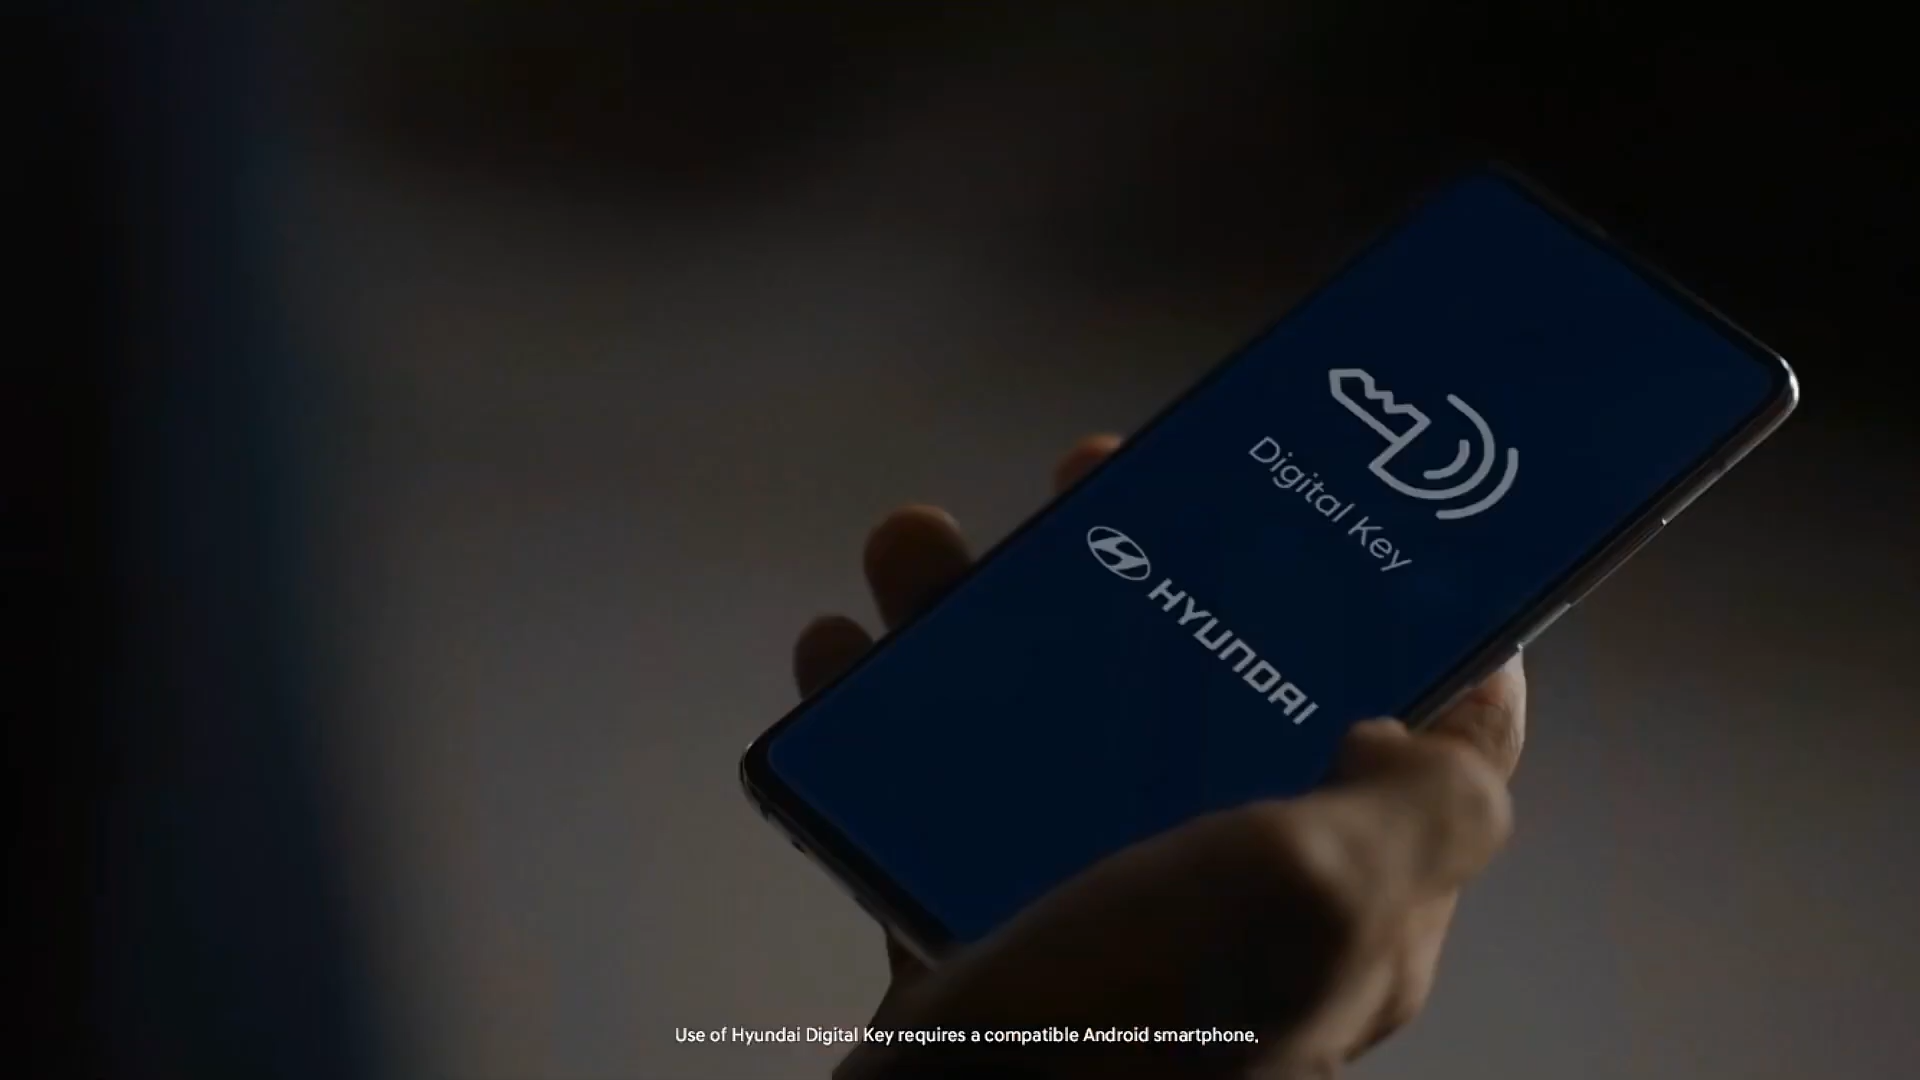 Digital Key
HYUNDAI
Use of Hyundai Digital Key requires a compatible Android smartphone.